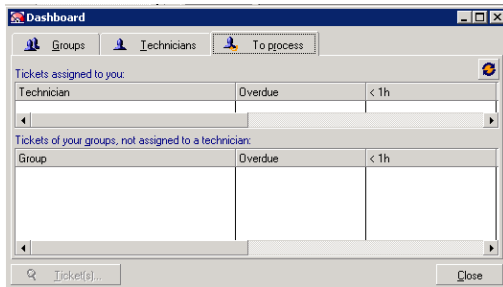 Dashboard
Groups Technicians To process
Tickets assigned to you:
Technician Overdue < 1h
Tickets of your groups, not assigned to a technician:
Group Overdue < 1h
Ticket(s)... Close